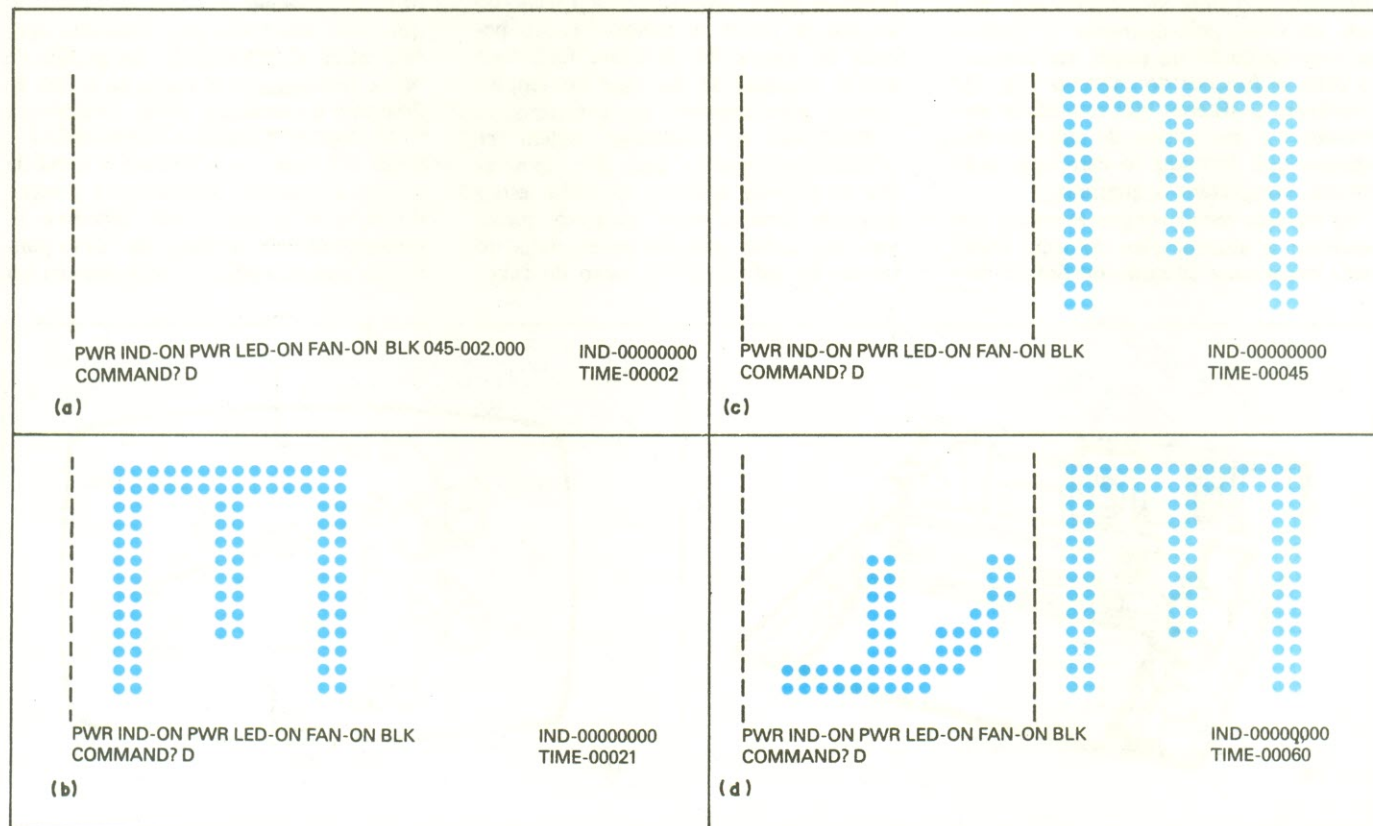 PWR IND-ON PWR LED-ON FAN-ON BLK 045-002.000 IND-00000000
COMMAND? D TIME-00002
(a)
PWR IND-ON PWR LED-ON FAN-ON BLK IND-00000000
COMMAND? D TIME-00045
(c)
PWR IND-ON PWR LED-ON FAN-ON BLK IND-00000000
COMMAND? D TIME-00021
(b)
PWR IND-ON PWR LED-ON FAN-ON BLK IND-00000000
COMMAND? D TIME-00060
(d)